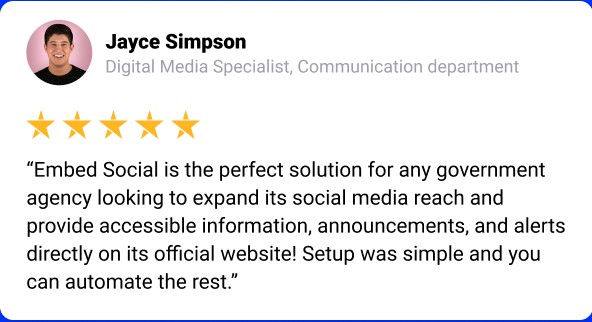 Jayce Simpson
Digital Media Specialist, Communication department
“Embed Social is the perfect solution for any government
agency looking to expand its social media reach and
provide accessible information, announcements, and alerts
directly on its official website! Setup was simple and you
can automate the rest.”